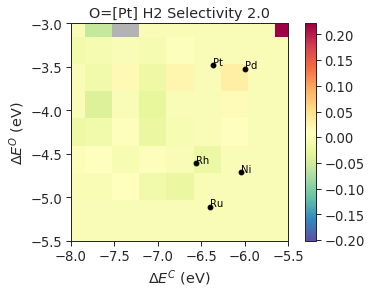 O=[Pt] H2 Selectivity 2.0
−3.0
−3.5
−4.0
−4.5
−5.0
−5.5
ΔE^O (eV)
Pt
Pd
Rh
Ni
Ru
−8.0 −7.5 −7.0 −6.5 −6.0 −5.5
ΔE^C (eV)
0.20
0.15
0.10
0.05
0.00
−0.05
−0.10
−0.15
−0.20